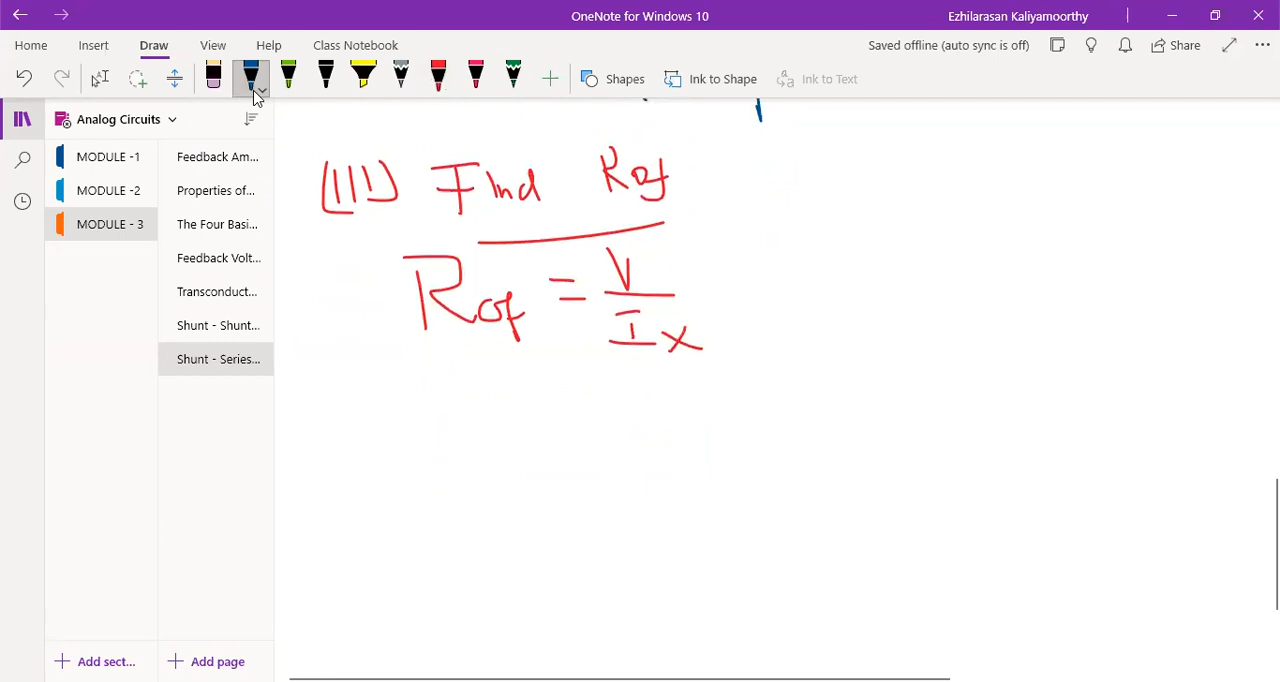 OneNote for Windows 10
Ezhilarasan Kaliyamoorthy
Home Insert Draw View Help Class Notebook
Saved offline (auto sync is off)
Share
Shapes
Ink to Shape
Ink to Text
Analog Circuits
MODULE -1
MODULE -2
MODULE - 3
Feedback Am...
Properties of...
The Four Basi...
Feedback Volt...
Transconduct...
Shunt - Shunt...
Shunt - Series...
(III) Find Rof
Rof = V/Ix
Add sect...
Add page